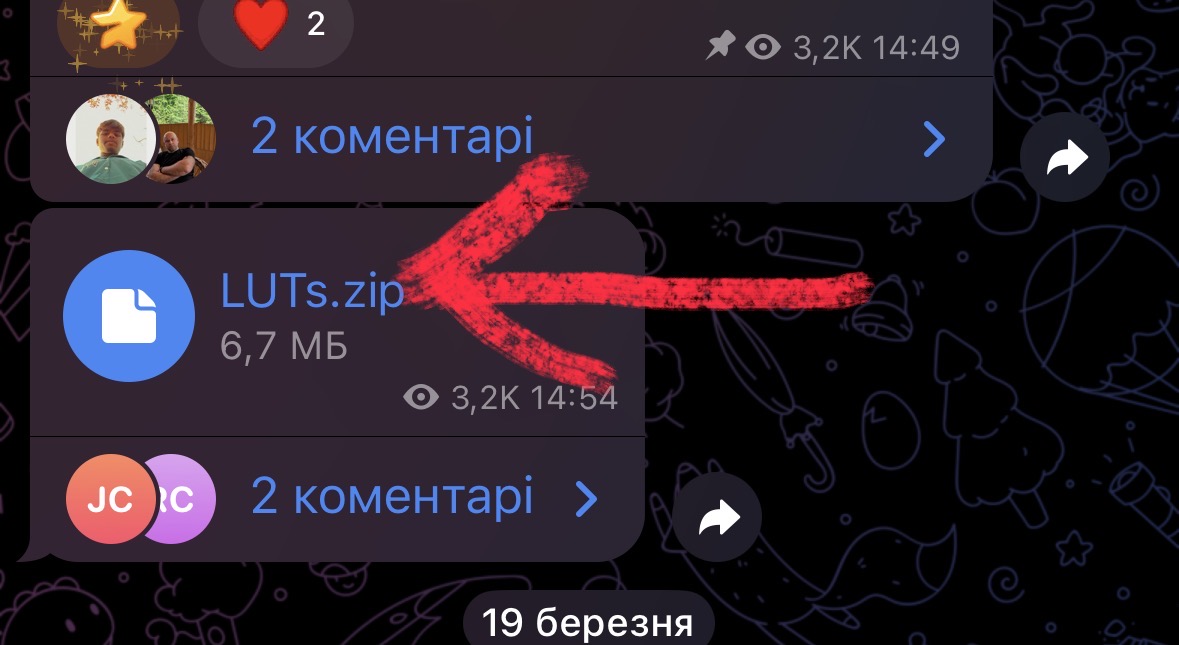 2
3,2K 14:49
2 коментарі
LUTs.zip
6,7 МБ
3,2K 14:54
JC RC
2 коментарі
19 березня